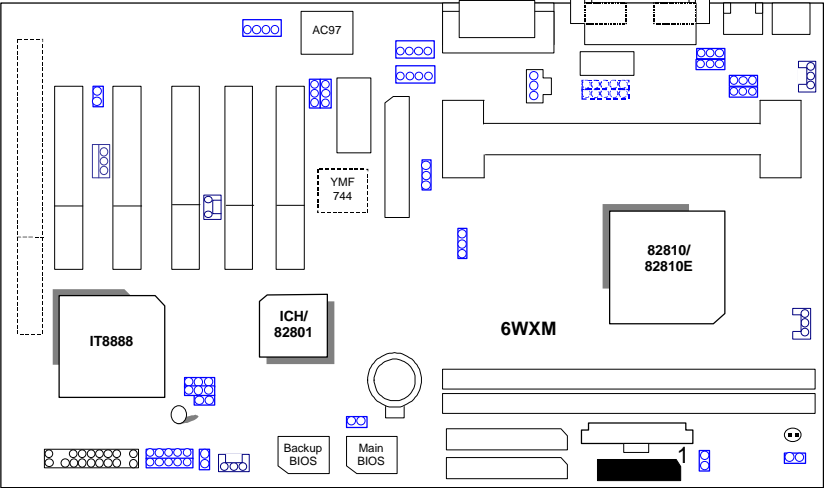 AC97
YMF
744
82810/
82810E
ICH/
82801
IT8888
6WXM
Backup
BIOS
Main
BIOS
1